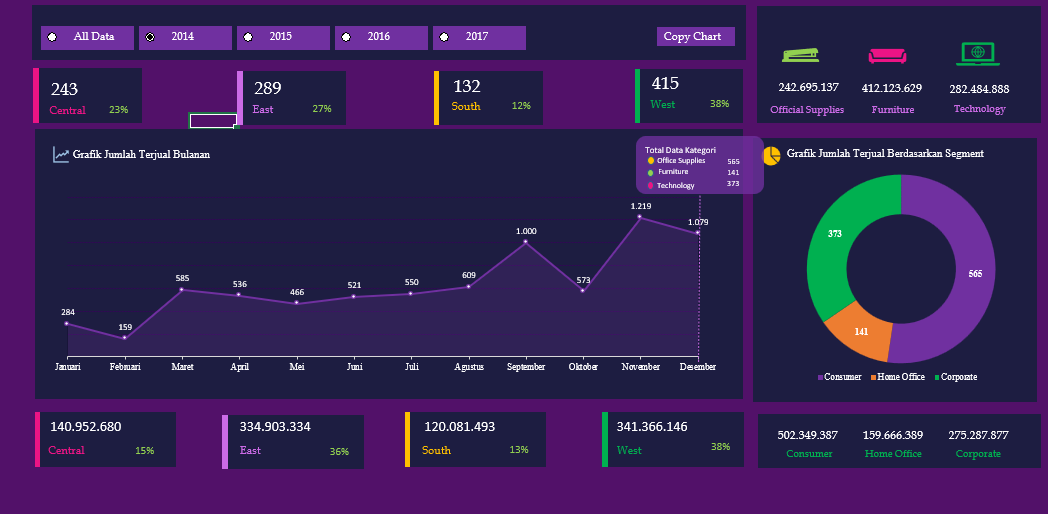 All Data
2014
2015
2016
2017
Copy Chart
243
Central 23%
289
East 27%
132
South 12%
415
West 38%
242.695.137
Official Supplies
412.123.629
Furniture
282.484.888
Technology
Grafik Jumlah Terjual Bulanan
Total Data Kategori
Office Supplies 565
Furniture 141
Technology 373
284
159
585
536
466
521
550
609
1.000
573
1.219
1.079
Januari Februari Maret April Mei Juni Juli Agustus September Oktober November Desember
Grafik Jumlah Terjual Berdasarkan Segment
373
565
141
Consumer Home Office Corporate
140.952.680
Central 15%
334.903.334
East 36%
120.081.493
South 13%
341.366.146
West 38%
502.349.387
Consumer
159.666.389
Home Office
275.287.877
Corporate